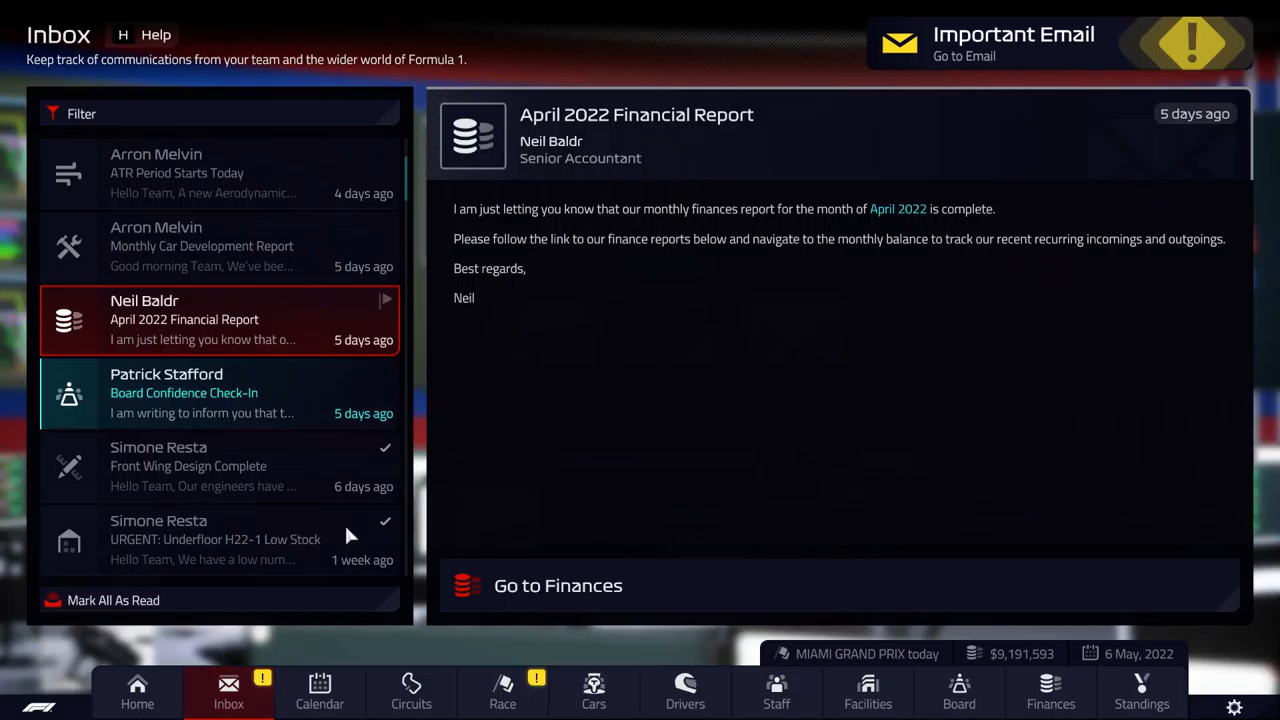 Inbox
H Help
Keep track of communications from your team and the wider world of Formula 1.
Important Email
Go to Email
Filter
Arron Melvin
ATR Period Starts Today
Hello Team, A new Aerodynamic...
4 days ago
Arron Melvin
Monthly Car Development Report
Good morning Team, We've bee...
5 days ago
Neil Baldr
April 2022 Financial Report
I am just letting you know that o...
5 days ago
Patrick Stafford
Board Confidence Check-In
I am writing to inform you that t...
5 days ago
Simone Resta
Front Wing Design Complete
Hello Team, Our engineers have ...
6 days ago
Simone Resta
URGENT: Underfloor H22-1 Low Stock
Hello Team, We have a low num...
1 week ago
Mark All As Read
April 2022 Financial Report
5 days ago
Neil Baldr
Senior Accountant
I am just letting you know that our monthly finances report for the month of April 2022 is complete.
Please follow the link to our finance reports below and navigate to the monthly balance to track our recent recurring incomings and outgoings.
Best regards,
Neil
Go to Finances
MIAMI GRAND PRIX today
$9,191,593
6 May, 2022
Home
Inbox
!
Calendar
Circuits
Race
!
Cars
Drivers
Staff
Facilities
Board
Finances
Standings